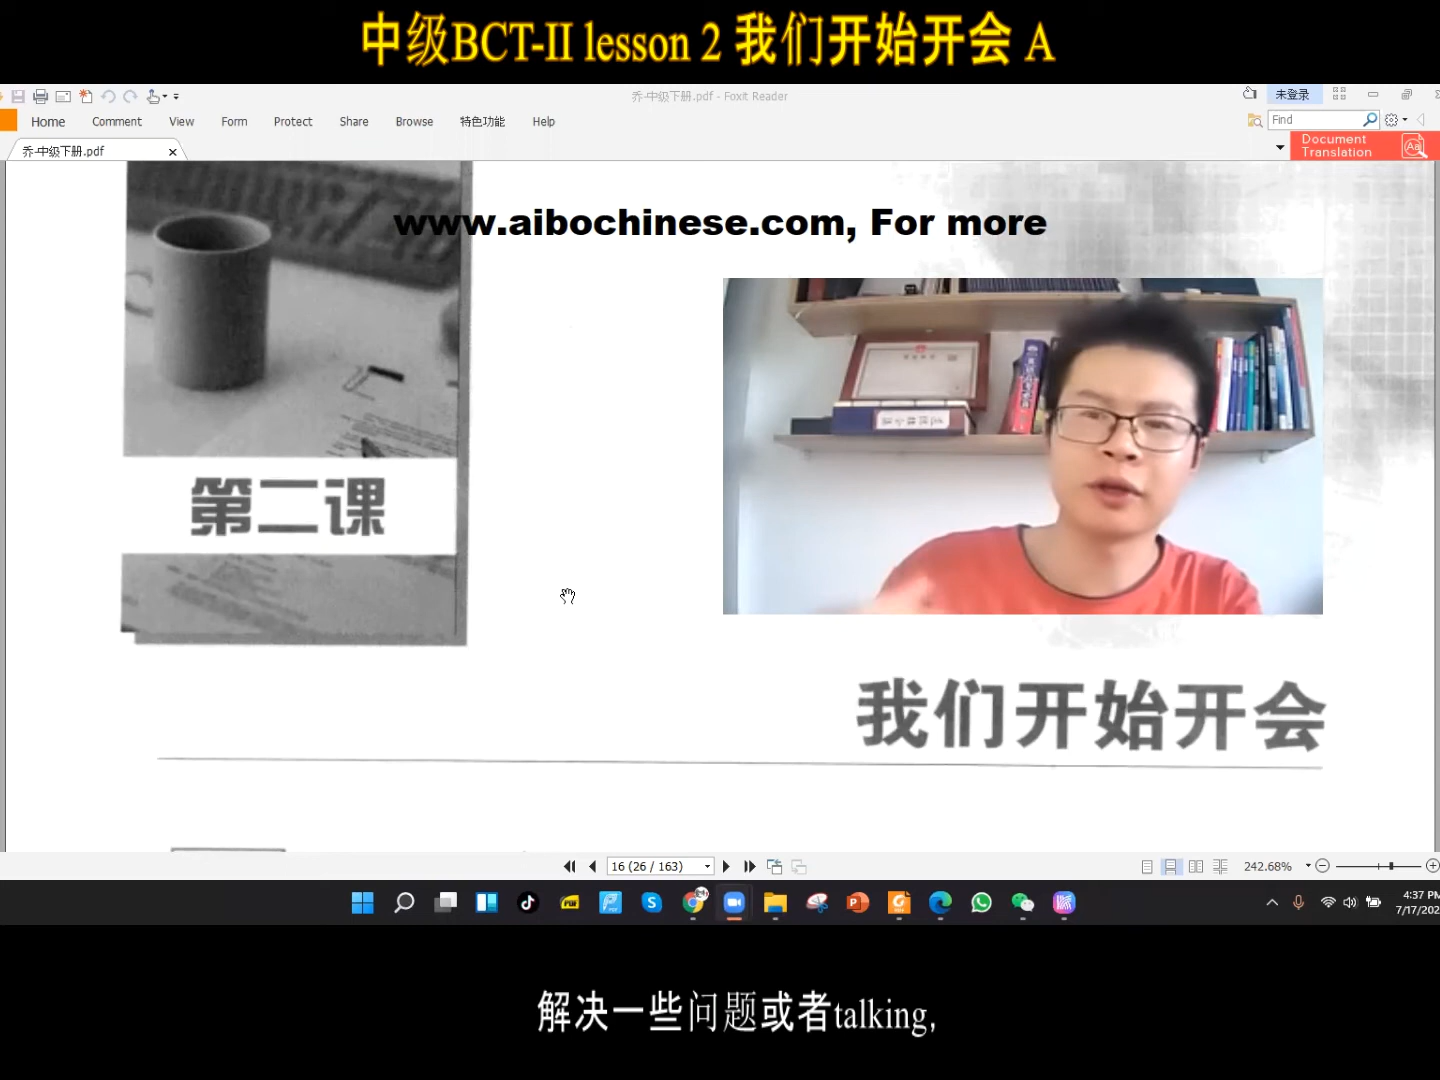 中级BCT-II lesson 2 我们开始开会 A
乔-中级下册.pdf - Foxit Reader
未登录
Home Comment View Form Protect Share Browse 特色功能 Help
Find
乔-中级下册.pdf
Document
Translation
www.aibochinese.com, For more
第二课
我们开始开会
16 (26 / 163)
242.68%
4:37 PM
7/17/202
解决一些问题或者talking,